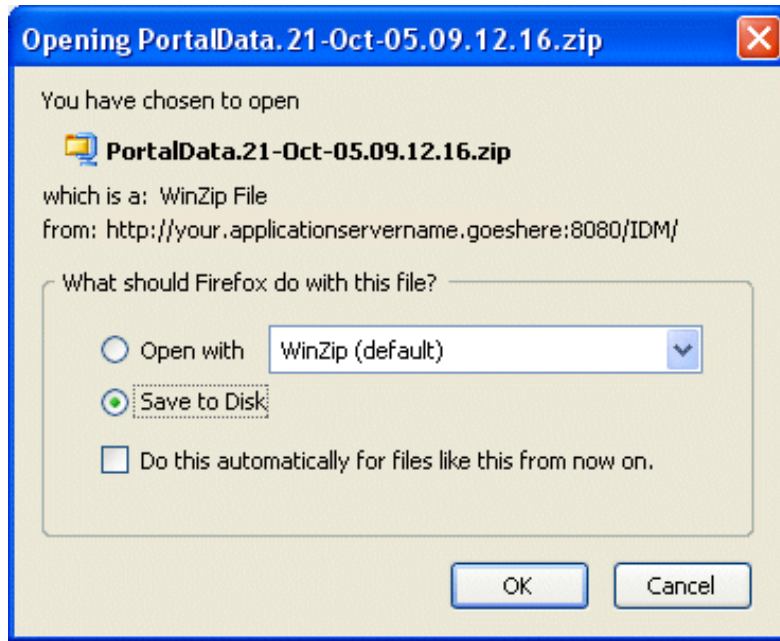 Opening PortalData.21-Oct-05.09.12.16.zip
You have chosen to open
PortalData.21-Oct-05.09.12.16.zip
which is a: WinZip File
from: http://your.applicationservername.goeshere:8080/IDM/
What should Firefox do with this file?
Open with WinZip (default)
Save to Disk
Do this automatically for files like this from now on.
OK Cancel